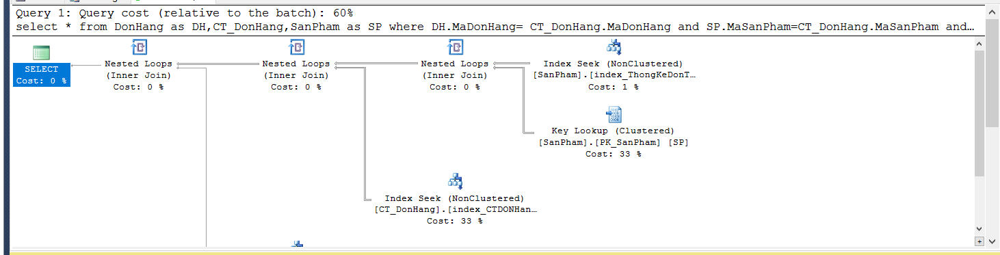 Query 1: Query cost (relative to the batch): 60%
select * from DonHang as DH,CT_DonHang,SanPham as SP where DH.MaDonHang= CT_DonHang.MaDonHang and SP.MaSanPham=CT_DonHang.MaSanPham and…
SELECT
Cost: 0 %
Nested Loops
(Inner Join)
Cost: 0 %
Nested Loops
(Inner Join)
Cost: 0 %
Nested Loops
(Inner Join)
Cost: 0 %
Index Seek (NonClustered)
[SanPham].[index_ThongKeDonT…
Cost: 1 %
Key Lookup (Clustered)
[SanPham].[PK_SanPham] [SP]
Cost: 33 %
Index Seek (NonClustered)
[CT_DonHang].[index_CTDONHan…
Cost: 33 %